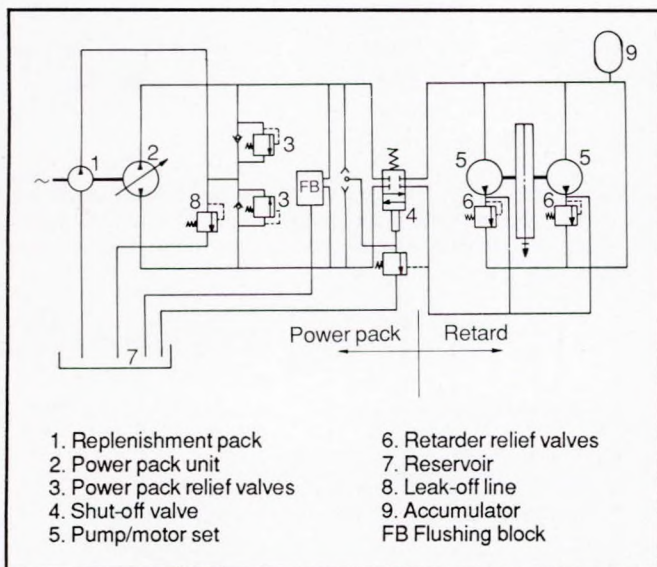 9
1
2
3
5
5
FB
8
3
6
6
4
Power pack
Retard
7
1. Replenishment pack
2. Power pack unit
3. Power pack relief valves
4. Shut-off valve
5. Pump/motor set
6. Retarder relief valves
7. Reservoir
8. Leak-off line
9. Accumulator
FB Flushing block